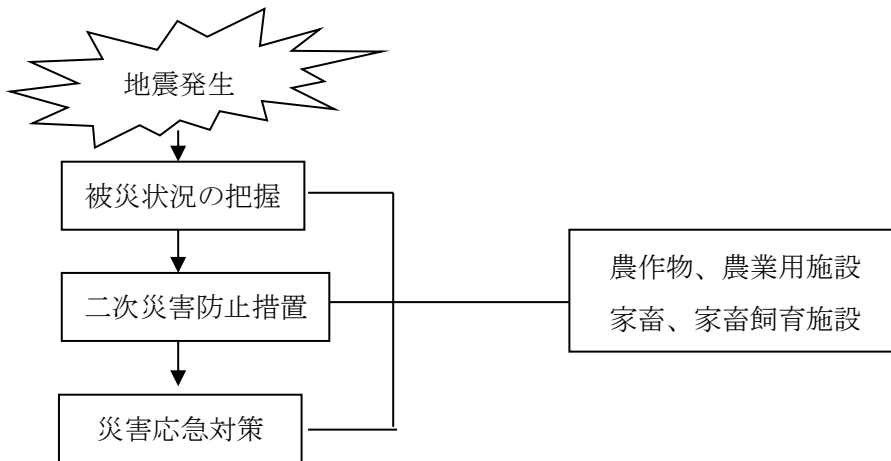 地震発生
被災状況の把握
二次災害防止措置
災害応急対策
農作物、農業用施設
家畜、家畜飼育施設